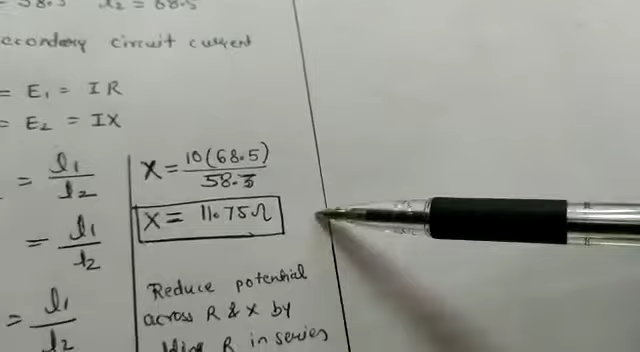 58.3 l2 = 68.5
econdary circuit current
= E1 = IR
= E2 = IX
= l1/l2
= l1/l2
= l1/l2
X = 10(68.5)/58.3
X = 11.75Ω
Reduce potential
across R & X by
R in series